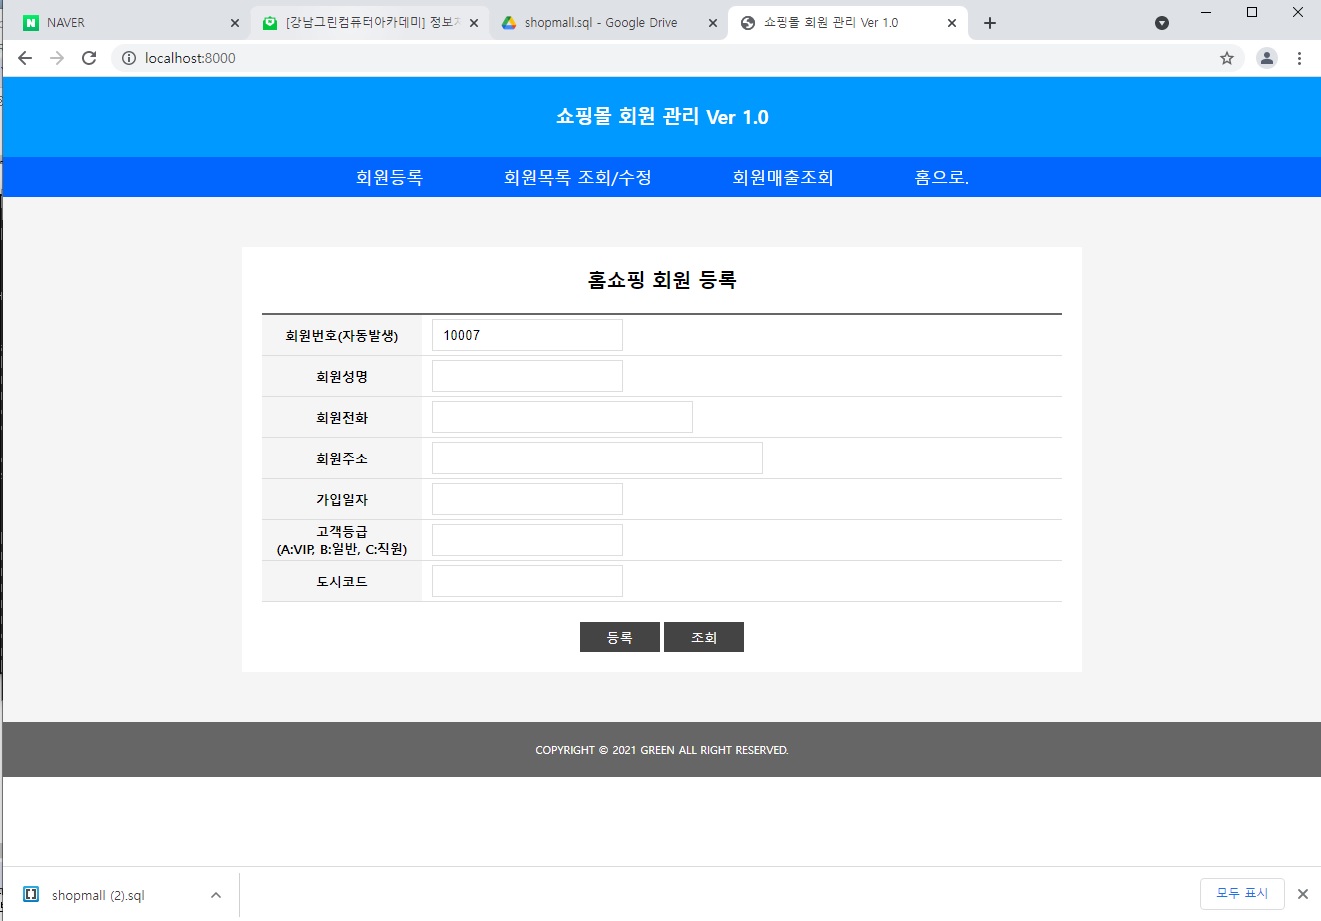 NAVER
[강남그린컴퓨터아카데미] 정보
shopmall.sql - Google Drive
쇼핑몰 회원 관리 Ver 1.0
localhost:8000
쇼핑몰 회원 관리 Ver 1.0
회원등록 회원목록 조회/수정 회원매출조회 홈으로.
홈쇼핑 회원 등록
회원번호(자동발생) 10007
회원성명
회원전화
회원주소
가입일자
고객등급
(A:VIP, B:일반, C:직원)
도시코드
등록 조회
COPYRIGHT © 2021 GREEN ALL RIGHT RESERVED.
shopmall (2).sql
모두 표시